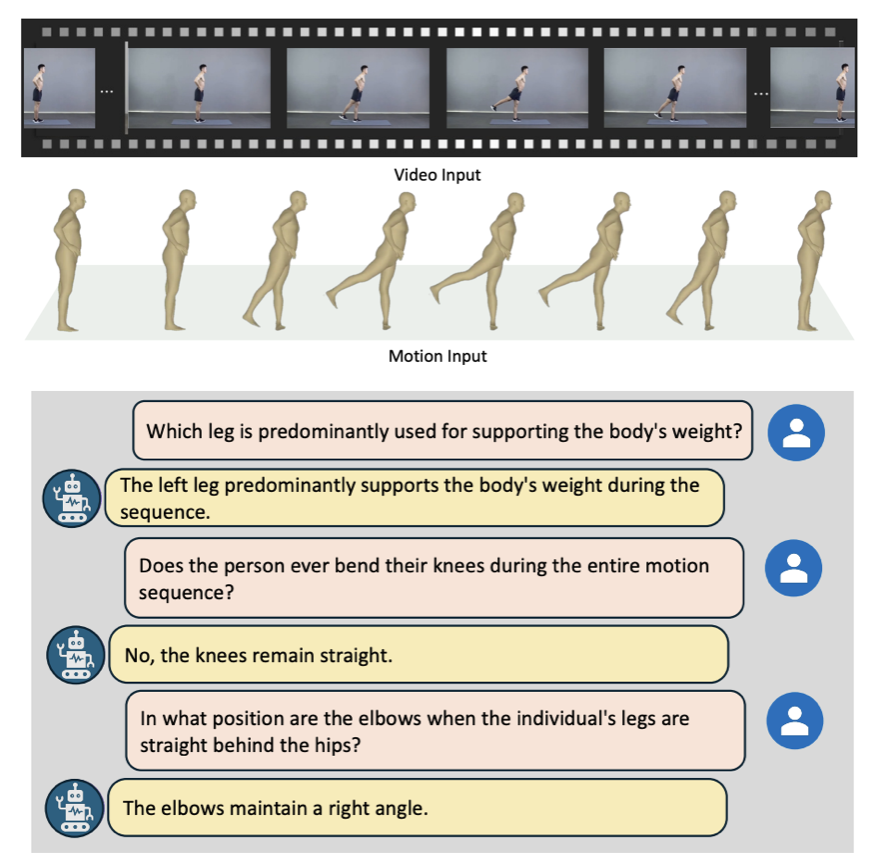 ...
...
Video Input
Motion Input
Which leg is predominantly used for supporting the body's weight?
The left leg predominantly supports the body's weight during the
sequence.
Does the person ever bend their knees during the entire motion
sequence?
No, the knees remain straight.
In what position are the elbows when the individual's legs are
straight behind the hips?
The elbows maintain a right angle.